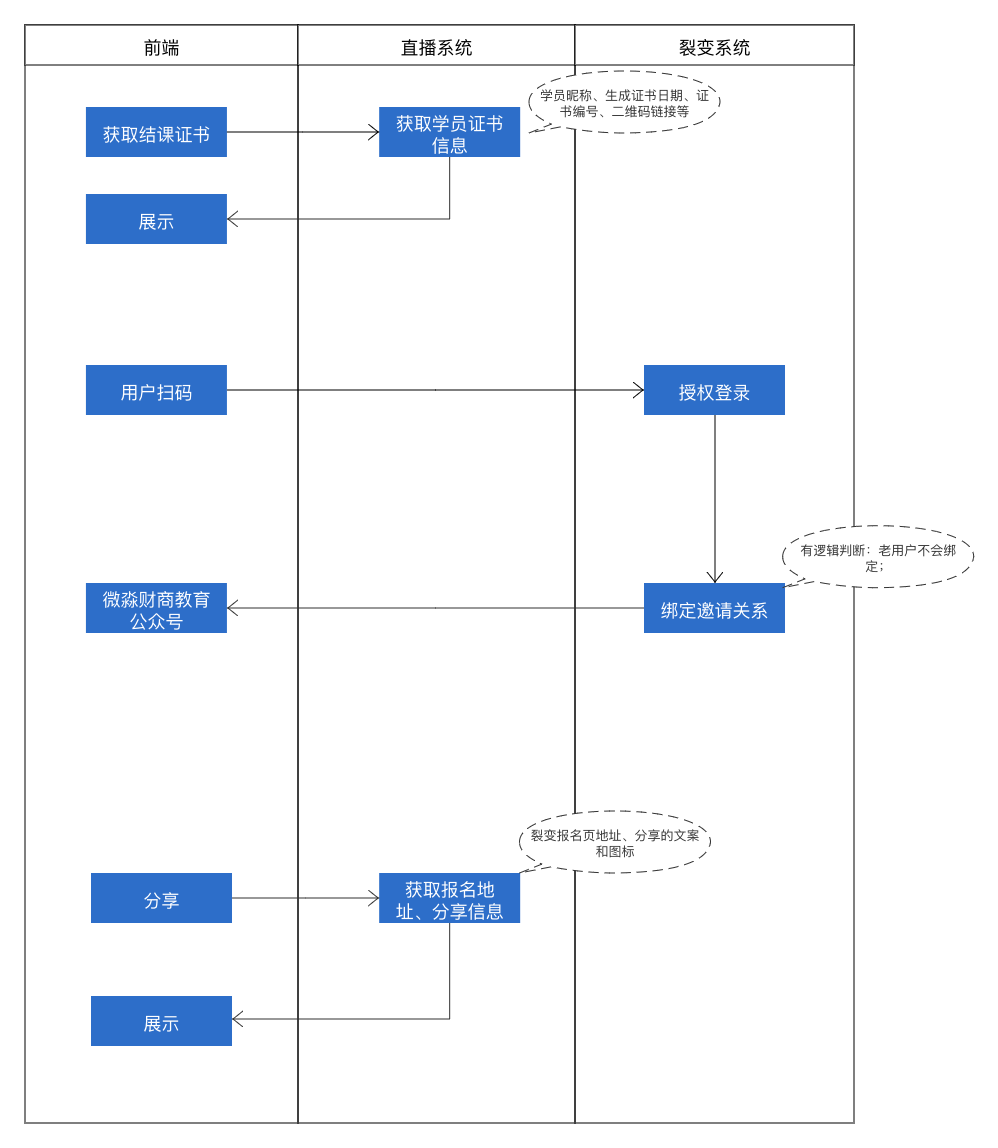 前端
直播系统
裂变系统
学员昵称、生成证书日期、证
书编号、二维码链接等
获取结课证书
获取学员证书
信息
展示
用户扫码
授权登录
有逻辑判断：老用户不会绑
定；
微淼财商教育
公众号
绑定邀请关系
裂变报名页地址、分享的文案
和图标
分享
获取报名地
址、分享信息
展示